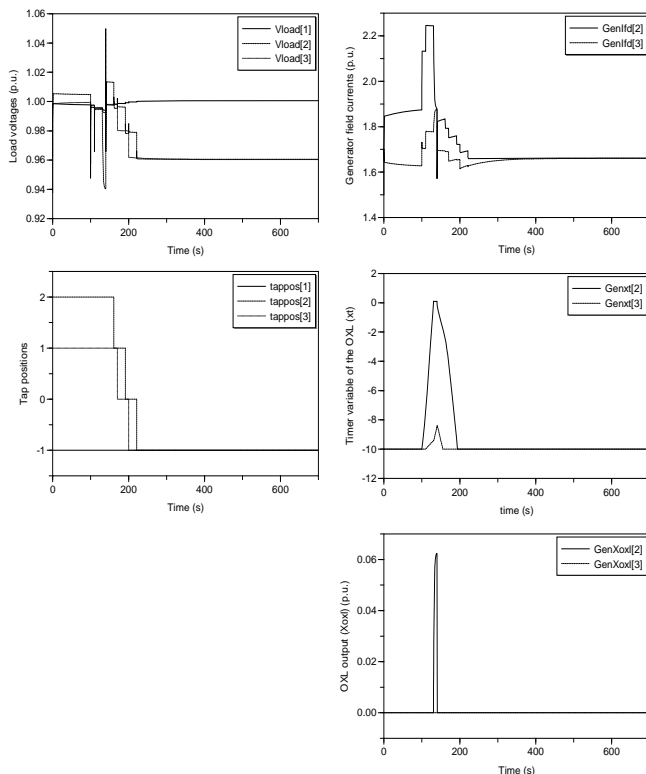 1.06
1.04
1.02
1.00
0.98
0.96
0.94
0.92
0
200
400
600
Load voltages (p.u.)
Time (s)
Vload[1]
Vload[2]
Vload[3]
2.2
2.0
1.8
1.6
1.4
0
200
400
600
Generator field currents (p.u.)
Time (s)
GenIfd[2]
GenIfd[3]
2
1
0
-1
0
200
400
600
Tap positions
Time (s)
tappos[1]
tappos[2]
tappos[3]
2
0
-2
-4
-6
-8
-10
-12
0
200
400
600
Timer variable of the OXL (xt)
time (s)
Genxt[2]
Genxt[3]
0.06
0.04
0.02
0.00
0
200
400
600
OXL output (Xoxl) (p.u.)
Time (s)
GenXoxl[2]
GenXoxl[3]